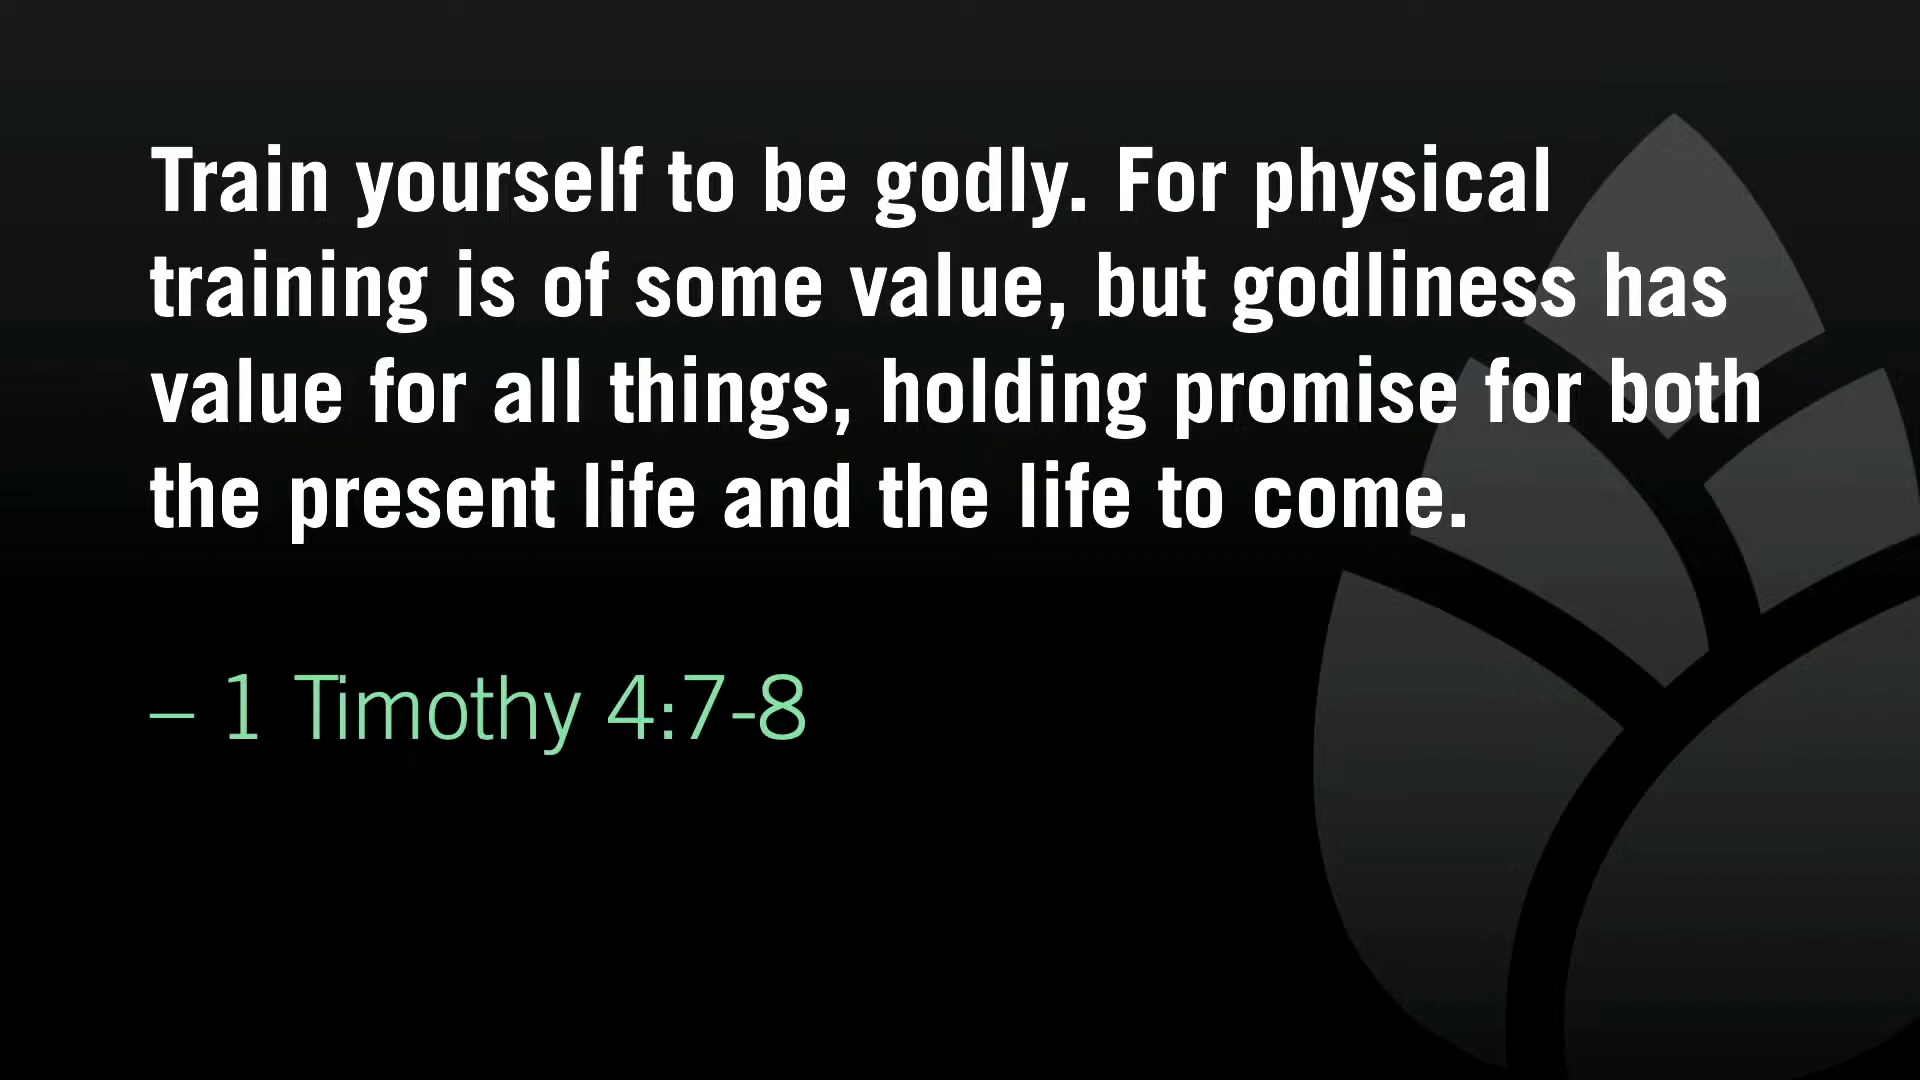 Train yourself to be godly. For physical
training is of some value, but godliness has
value for all things, holding promise for both
the present life and the life to come.
– 1 Timothy 4:7-8